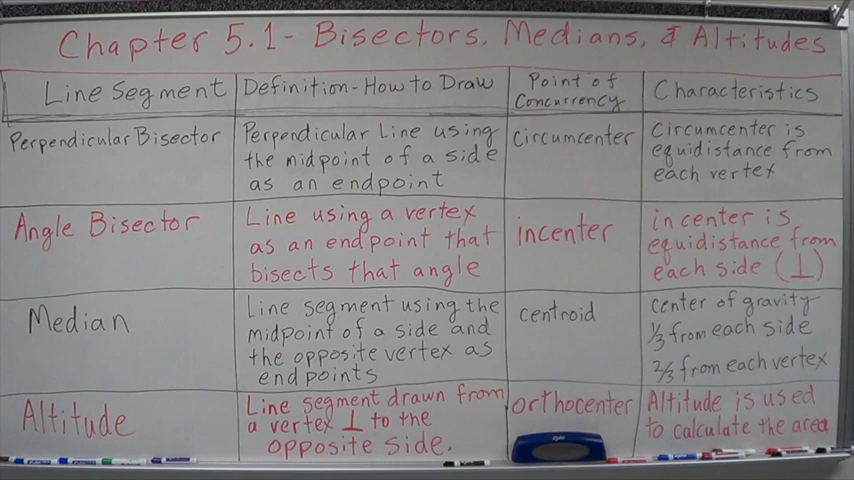 Chapter 5.1 - Bisectors, Medians, & Altitudes
Line Segment
Definition - How to Draw
Point of
Concurrency
Characteristics
Perpendicular Bisector
Perpendicular Line using
the midpoint of a side
as an endpoint
circumcenter
Circumcenter is
equidistance from
each vertex
Angle Bisector
Line using a vertex
as an endpoint that
bisects that angle
incenter
incenter is
equidistance from
each side (⊥)
Median
Line segment using the
midpoint of a side and
the opposite vertex as
endpoints
centroid
center of gravity
1/3 from each side
2/3 from each vertex
Altitude
Line segment drawn from
a vertex ⊥ to the
opposite side.
orthocenter
Altitude is used
to calculate the area